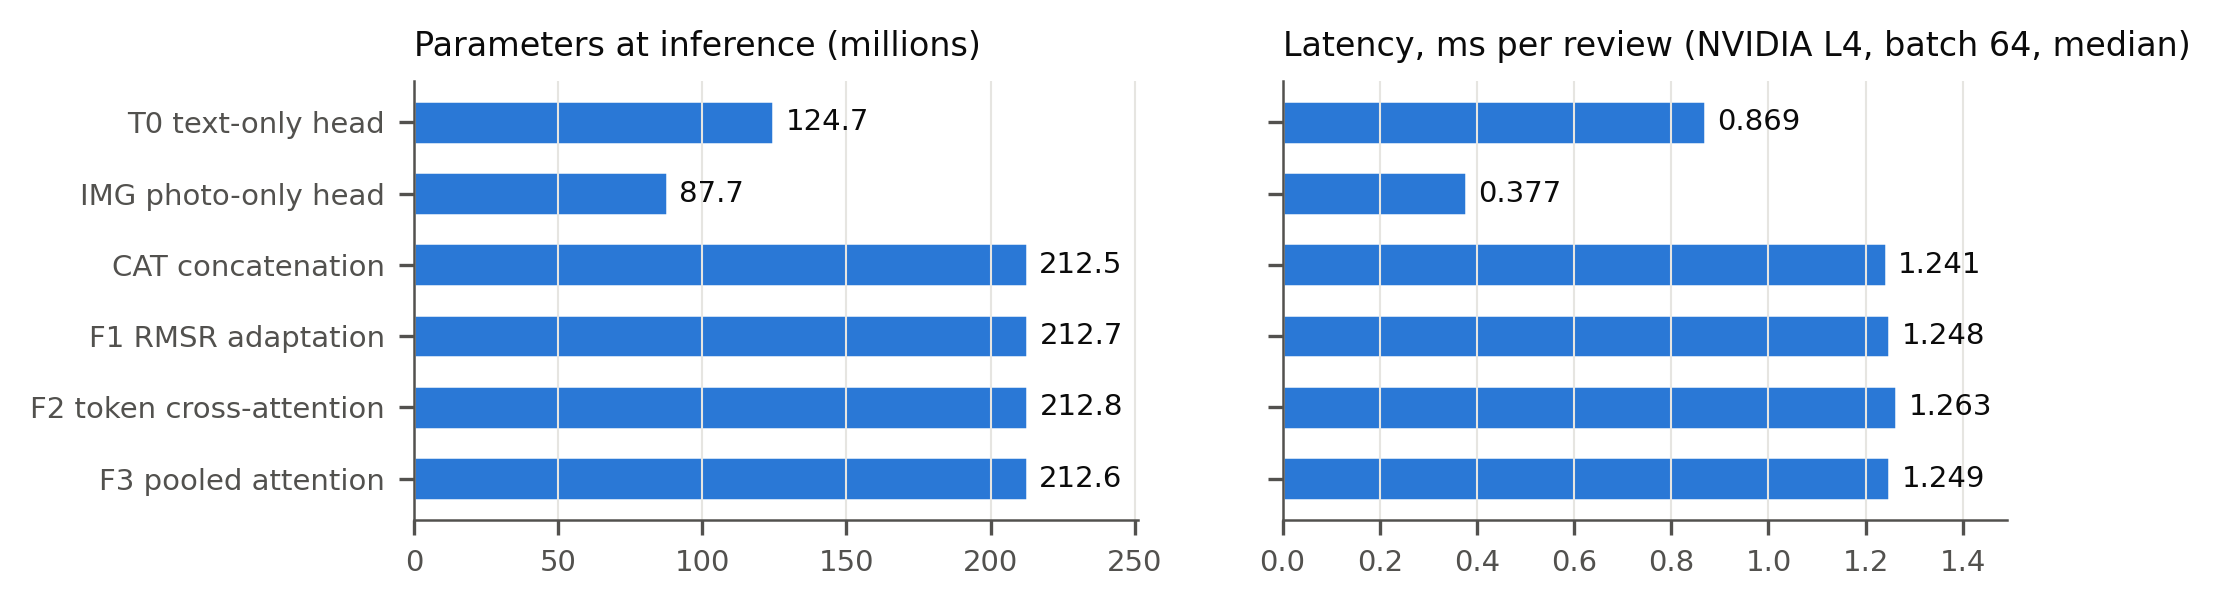 Parameters at inference (millions)
T0 text-only head
124.7
IMG photo-only head
87.7
CAT concatenation
212.5
F1 RMSR adaptation
212.7
F2 token cross-attention
212.8
F3 pooled attention
212.6
0 50 100 150 200 250
Latency, ms per review (NVIDIA L4, batch 64, median)
0.869
0.377
1.241
1.248
1.263
1.249
0.0 0.2 0.4 0.6 0.8 1.0 1.2 1.4